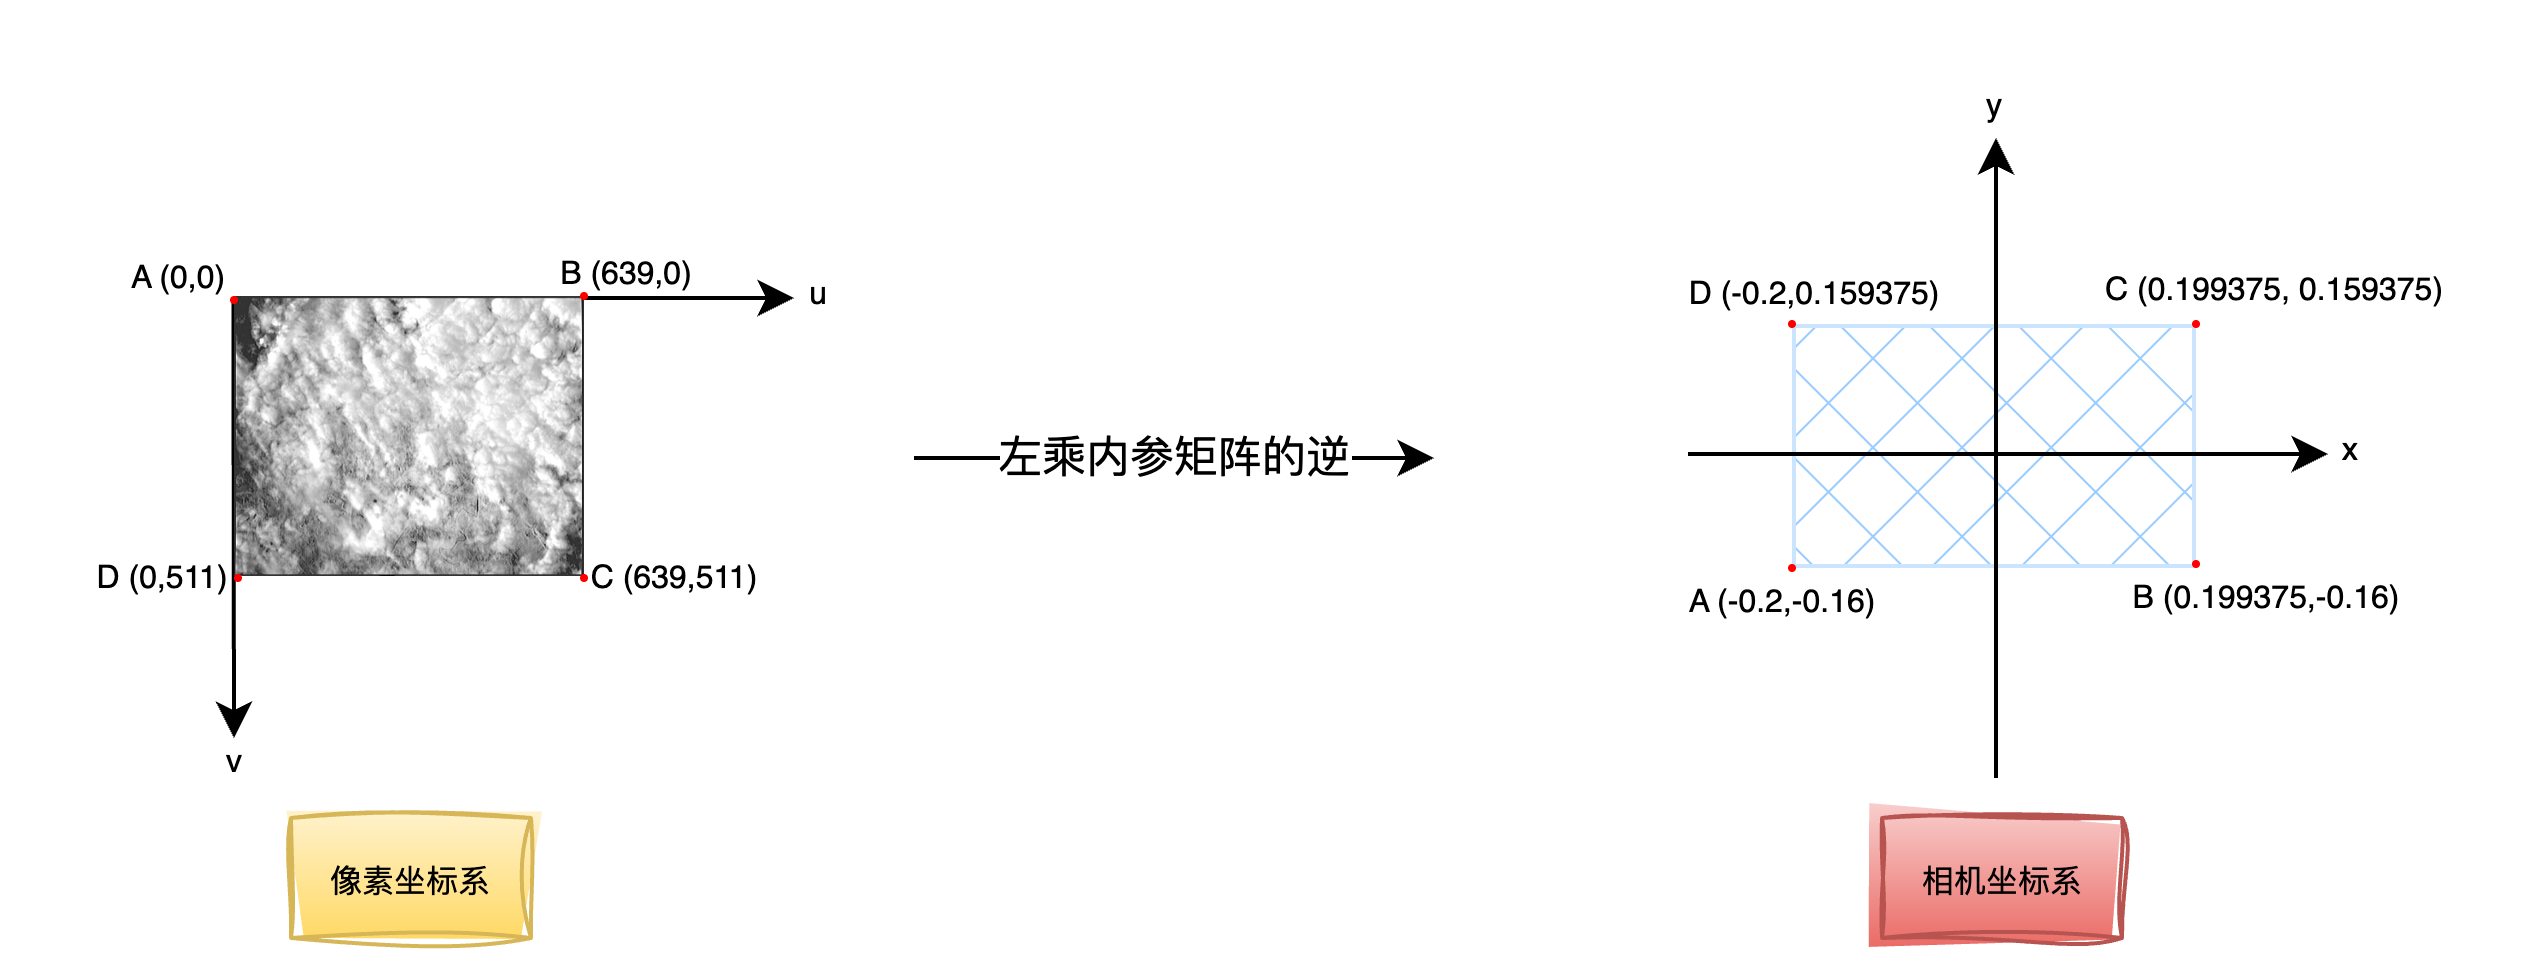 A (0,0)
B (639,0)
u
D (0,511)
C (639,511)
v
像素坐标系
左乘内参矩阵的逆
y
D (-0.2,0.159375)
C (0.199375, 0.159375)
x
A (-0.2,-0.16)
B (0.199375,-0.16)
相机坐标系